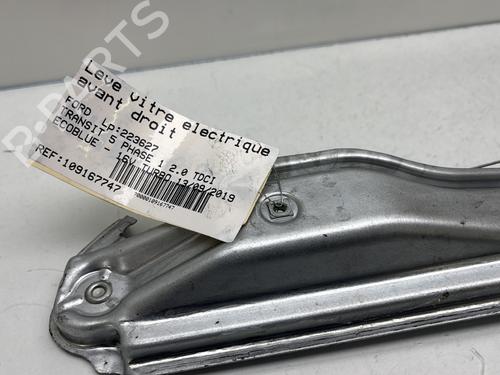 B-PARTS
Leve vitre electrique
avant droit
FORD LP:223627
TRANSIT 5 PHASE 1 2.0 TDCI
ECOBLUE - 16V TURBO 13/09/2019
REF:109167747
T0000109167747